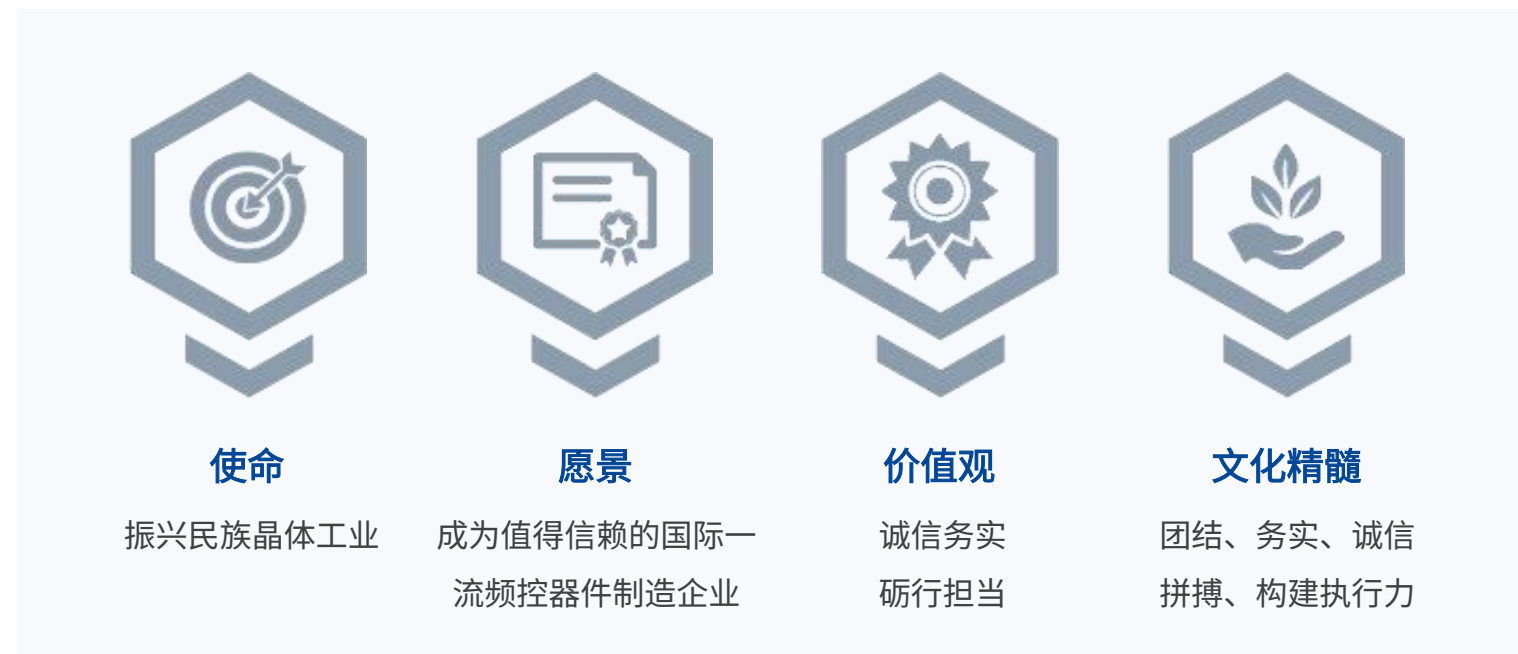 使命
振兴民族晶体工业
愿景
成为值得信赖的国际一
流频控器件制造企业
价值观
诚信务实
砺行担当
文化精髓
团结、务实、诚信
拼搏、构建执行力